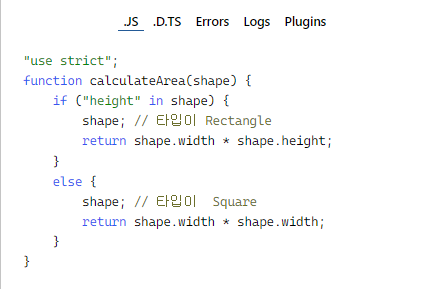 .JS .D.TS Errors Logs Plugins
"use strict";
function calculateArea(shape) {
    if ("height" in shape) {
        shape; // 타입이 Rectangle
        return shape.width * shape.height;
    }
    else {
        shape; // 타입이  Square
        return shape.width * shape.width;
    }
}